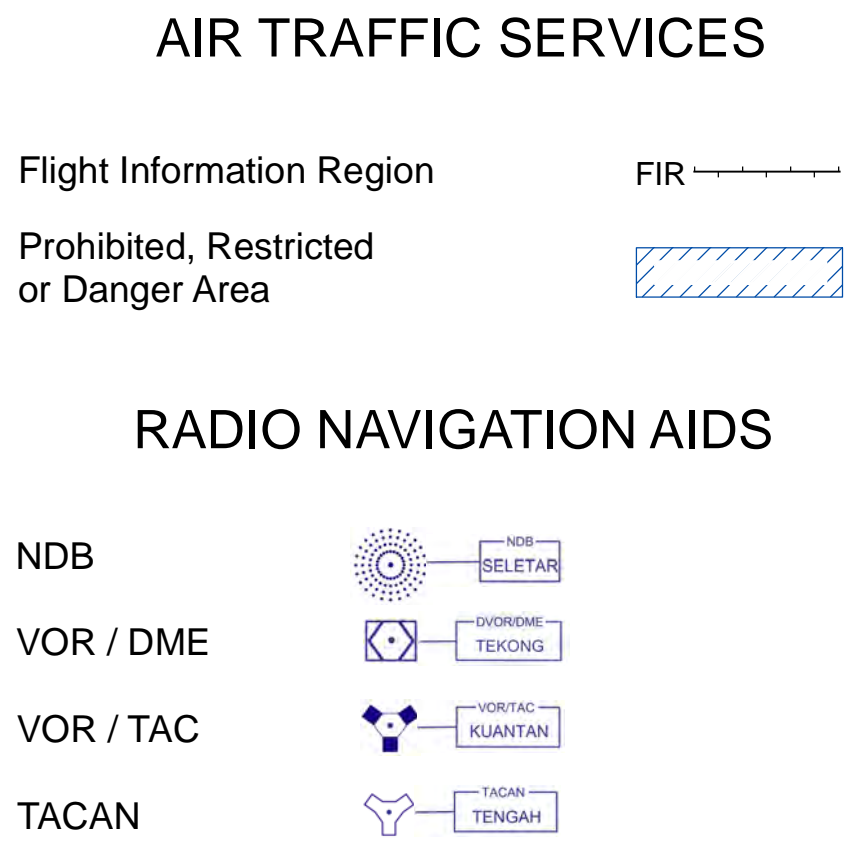 AIR TRAFFIC SERVICES
Flight Information Region
FIR
Prohibited, Restricted
or Danger Area
RADIO NAVIGATION AIDS
NDB
NDB
SELETAR
VOR / DME
DVOR/DME
TEKONG
VOR / TAC
VOR/TAC
KUANTAN
TACAN
TACAN
TENGAH